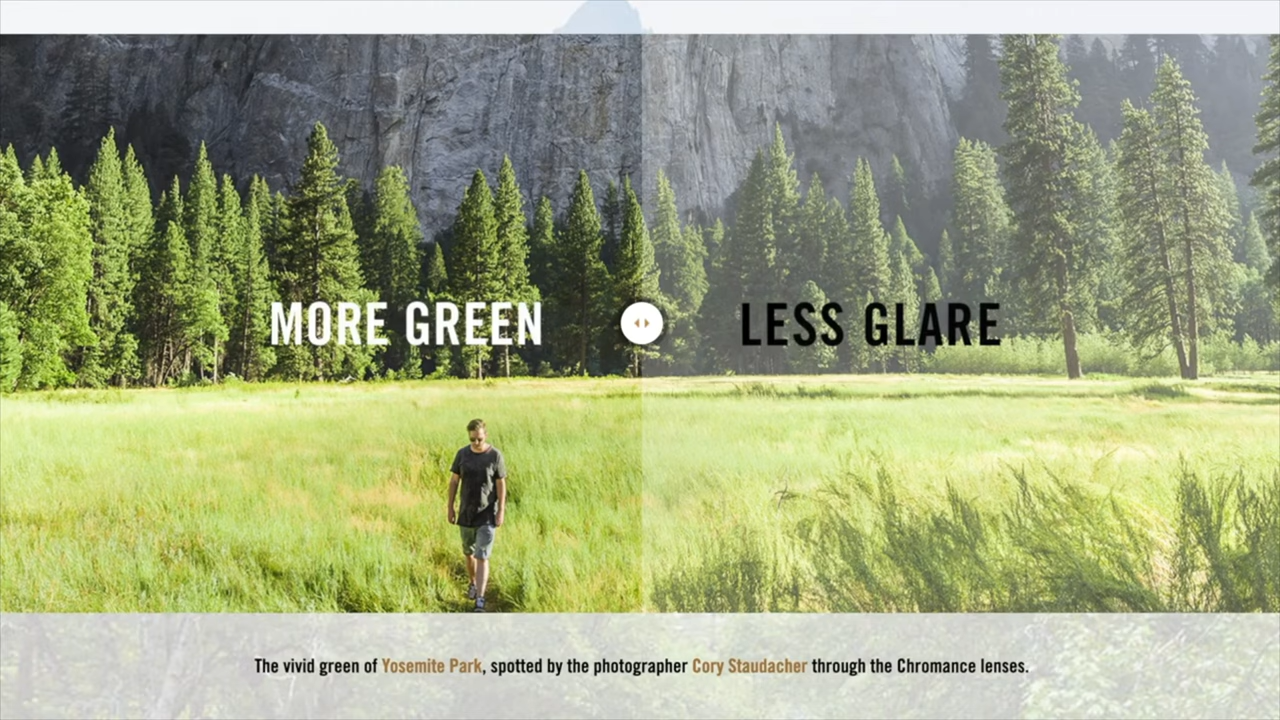 MORE GREEN
LESS GLARE
The vivid green of Yosemite Park, spotted by the photographer Cory Staudacher through the Chromance lenses.